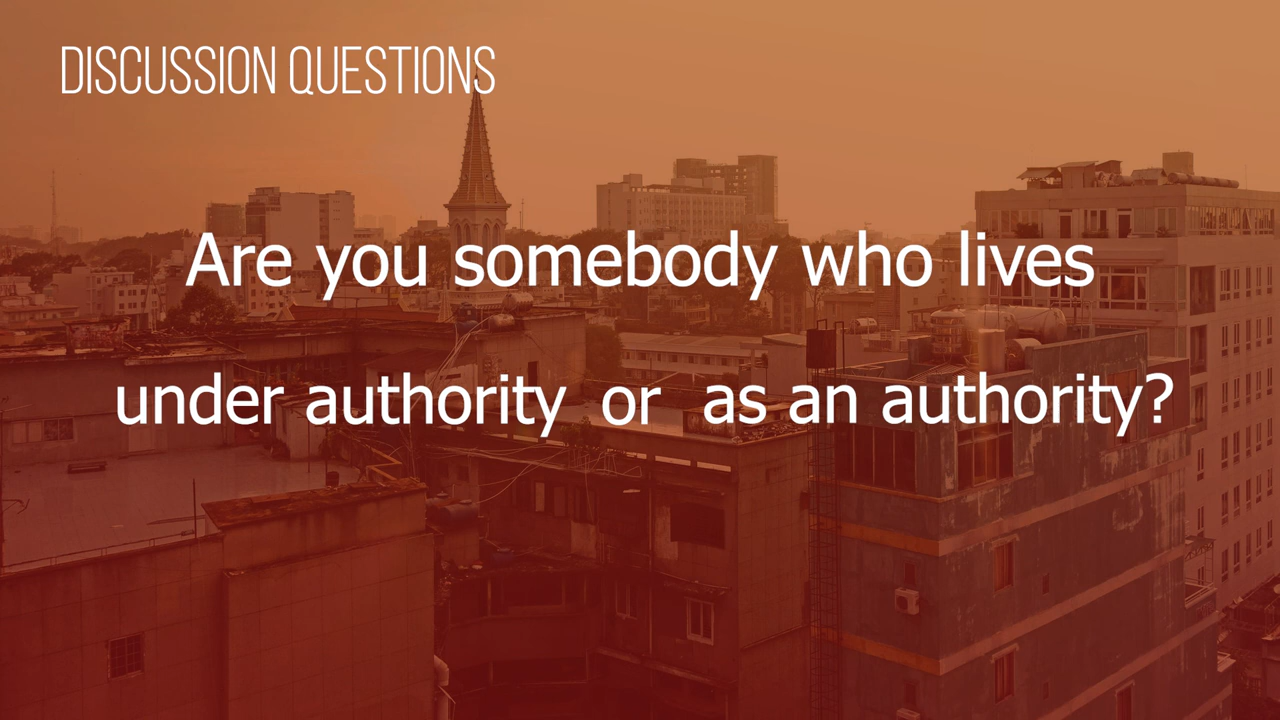 DISCUSSION QUESTIONS
Are you somebody who lives
under authority or as an authority?